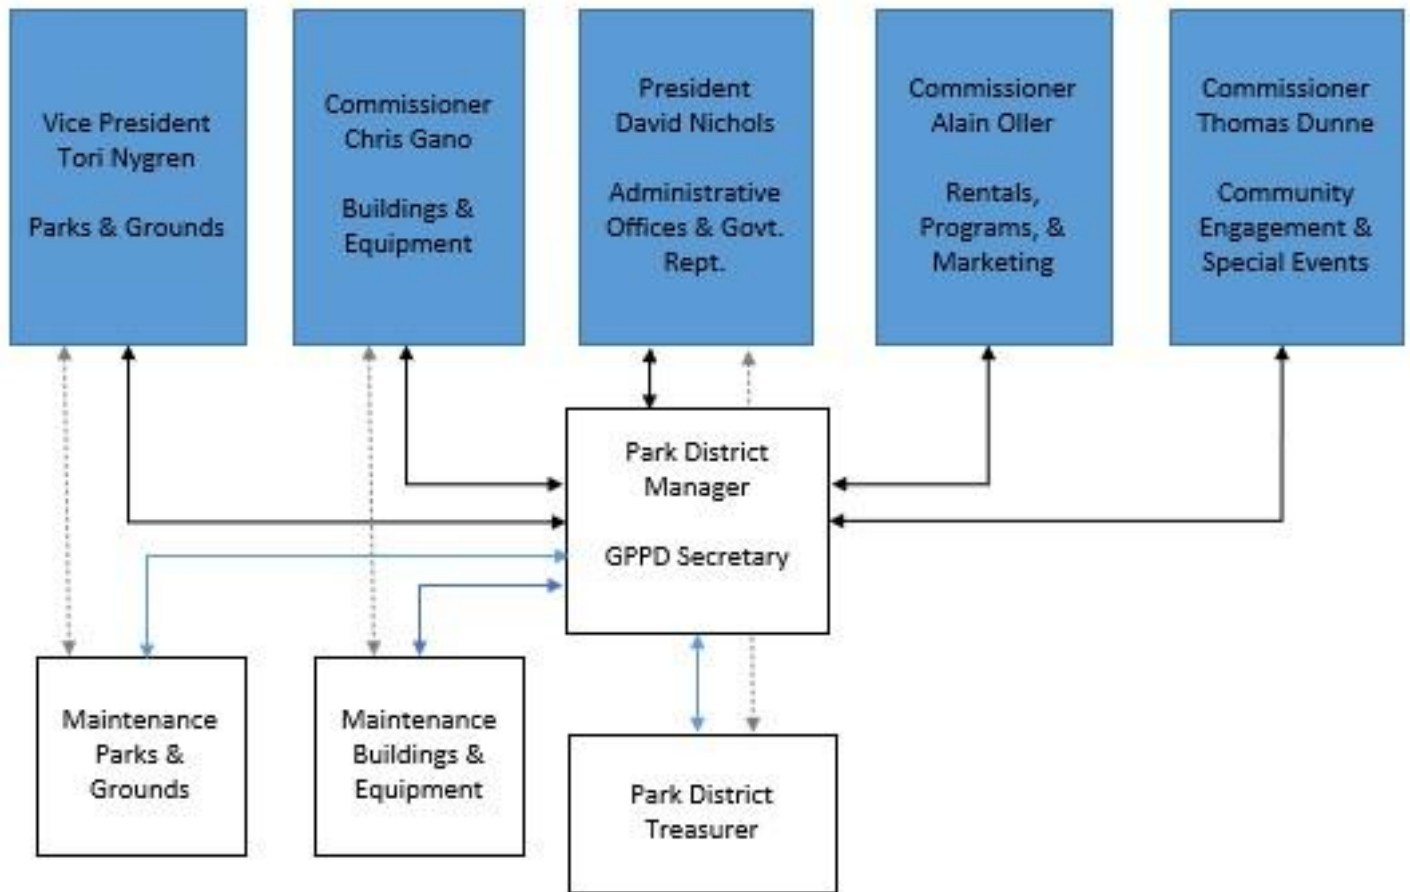 Vice President
Tori Nygren
Parks & Grounds
Commissioner
Chris Gano
Buildings &
Equipment
President
David Nichols
Administrative
Offices & Govt.
Rept.
Commissioner
Alain Oller
Rentals,
Programs, &
Marketing
Commissioner
Thomas Dunne
Community
Engagement &
Special Events
Park District
Manager
GPPD Secretary
Maintenance
Parks &
Grounds
Maintenance
Buildings &
Equipment
Park District
Treasurer